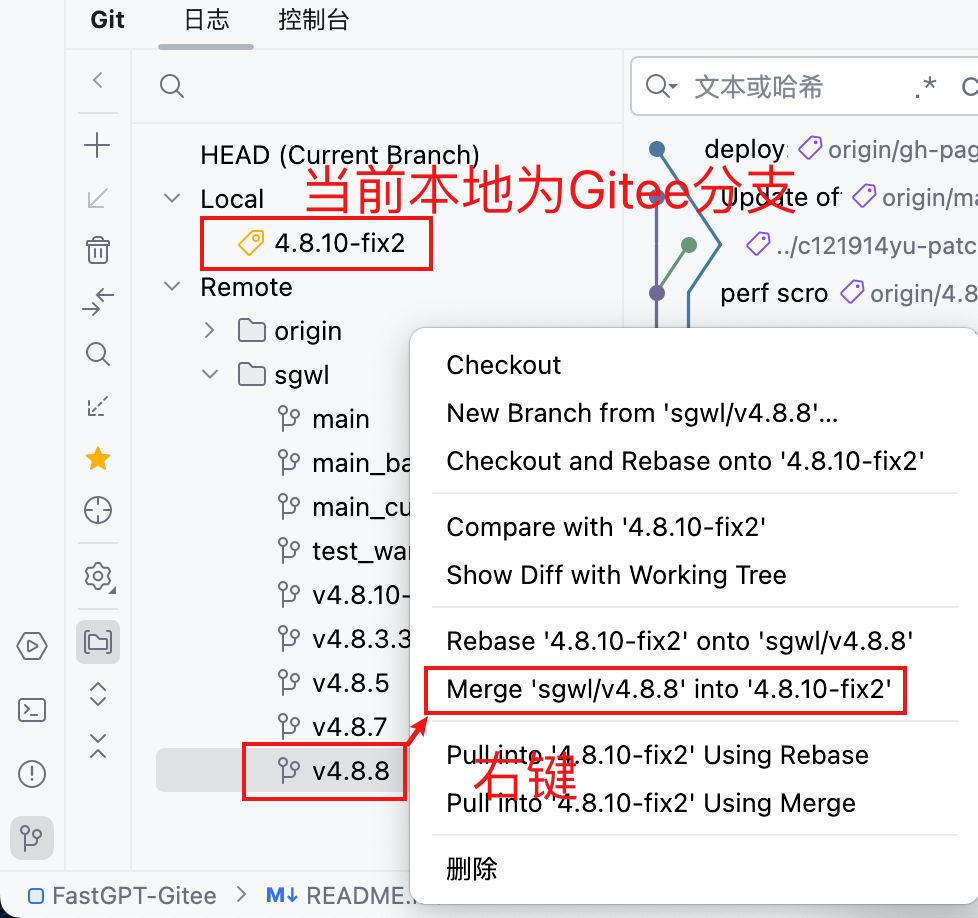 Git 日志 控制台
文本或哈希 .*
HEAD (Current Branch)
Local
当前本地为Gitee分支
4.8.10-fix2
Remote
origin
sgwl
main
main_ba
main_cu
test_wa
v4.8.10-
v4.8.3.3
v4.8.5
v4.8.7
v4.8.8
deploy: origin/gh-pag
Update of origin/ma
../c121914yu-patc
perf scro origin/4.8
Checkout
New Branch from 'sgwl/v4.8.8'...
Checkout and Rebase onto '4.8.10-fix2'
Compare with '4.8.10-fix2'
Show Diff with Working Tree
Rebase '4.8.10-fix2' onto 'sgwl/v4.8.8'
Merge 'sgwl/v4.8.8' into '4.8.10-fix2'
Pull into '4.8.10-fix2' Using Rebase
右键
Pull into '4.8.10-fix2' Using Merge
删除
FastGPT-Gitee > M↓ README.